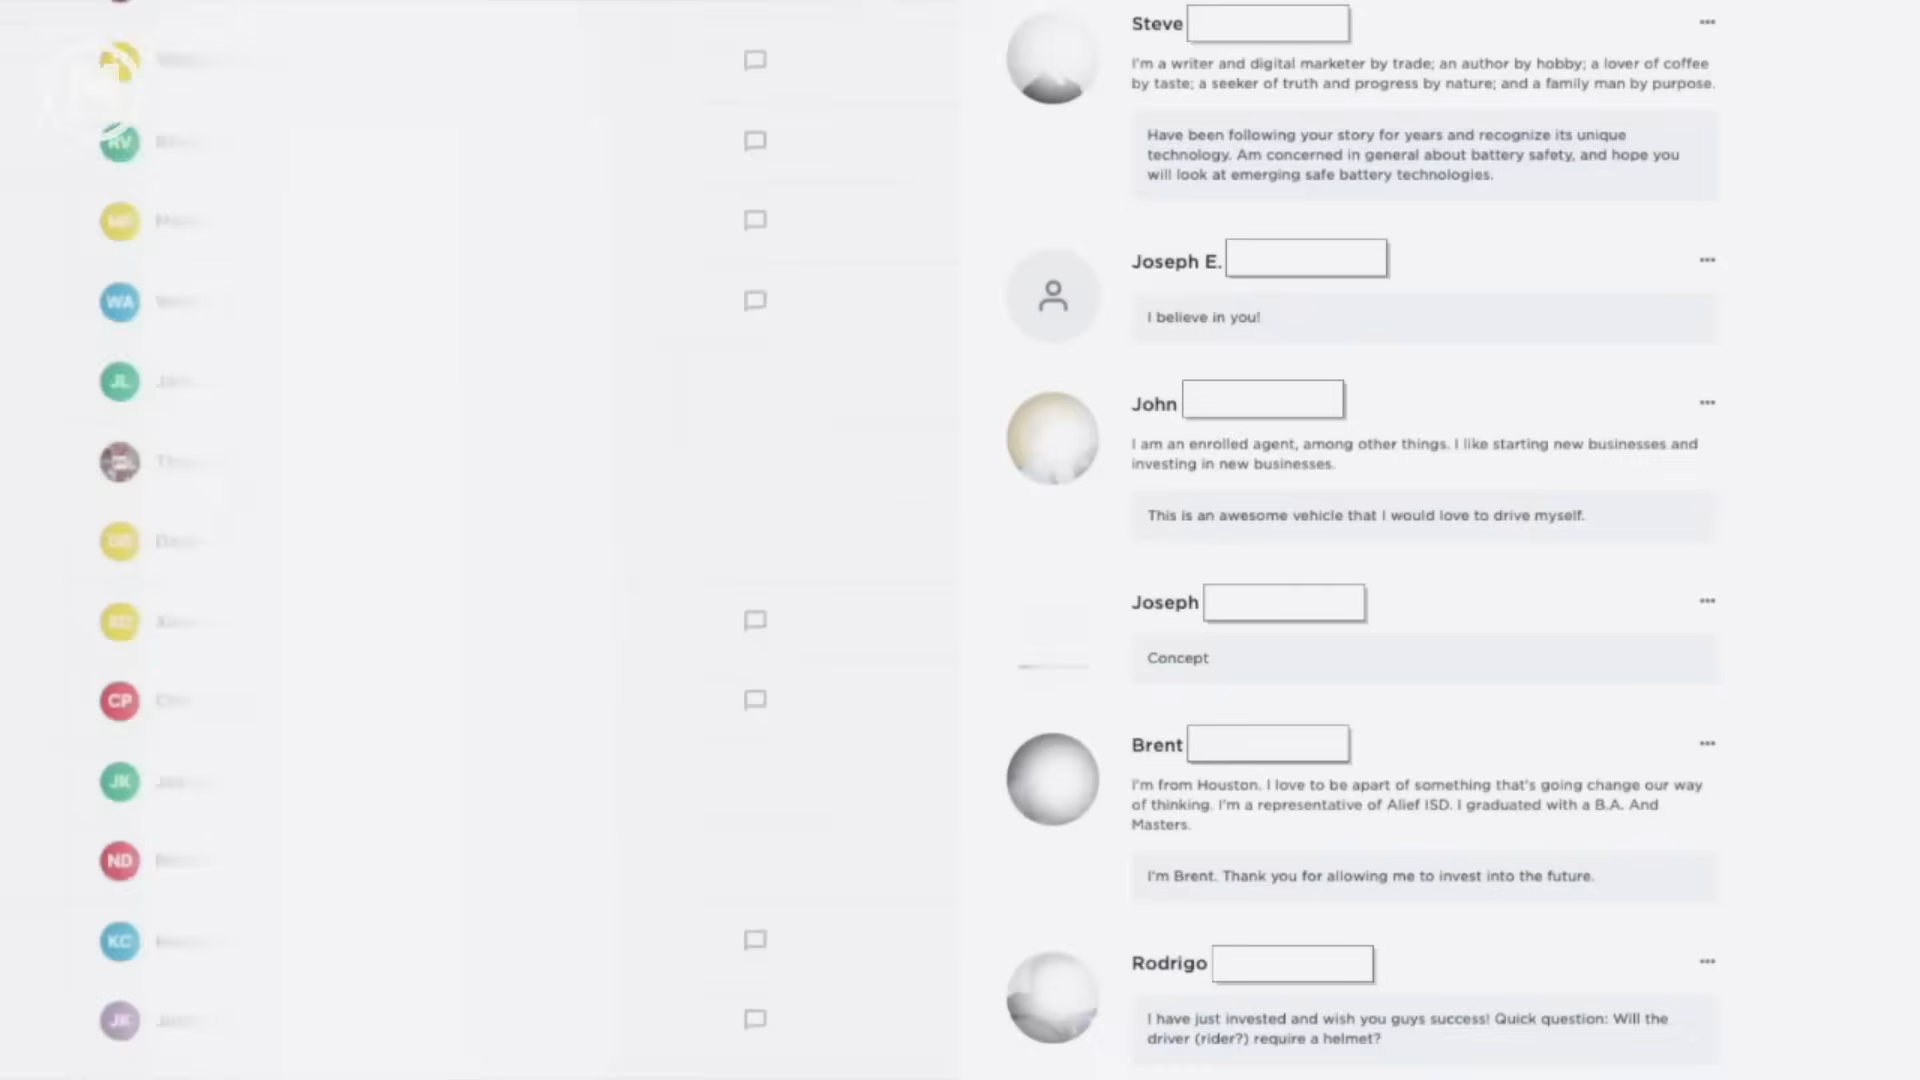 RV
WA
JL
CP
JK
ND
KC
JK
Steve
I'm a writer and digital marketer by trade; an author by hobby; a lover of coffee
by taste; a seeker of truth and progress by nature; and a family man by purpose.
Have been following your story for years and recognize its unique
technology. Am concerned in general about battery safety, and hope you
will look at emerging safe battery technologies.
Joseph E.
I believe in you!
John
I am an enrolled agent, among other things. I like starting new businesses and
investing in new businesses.
This is an awesome vehicle that I would love to drive myself.
Joseph
Concept
Brent
I'm from Houston. I love to be apart of something that's going change our way
of thinking. I'm a representative of Alief ISD. I graduated with a B.A. And
Masters.
I'm Brent. Thank you for allowing me to invest into the future.
Rodrigo
I have just invested and wish you guys success! Quick question: Will the
driver (rider?) require a helmet?